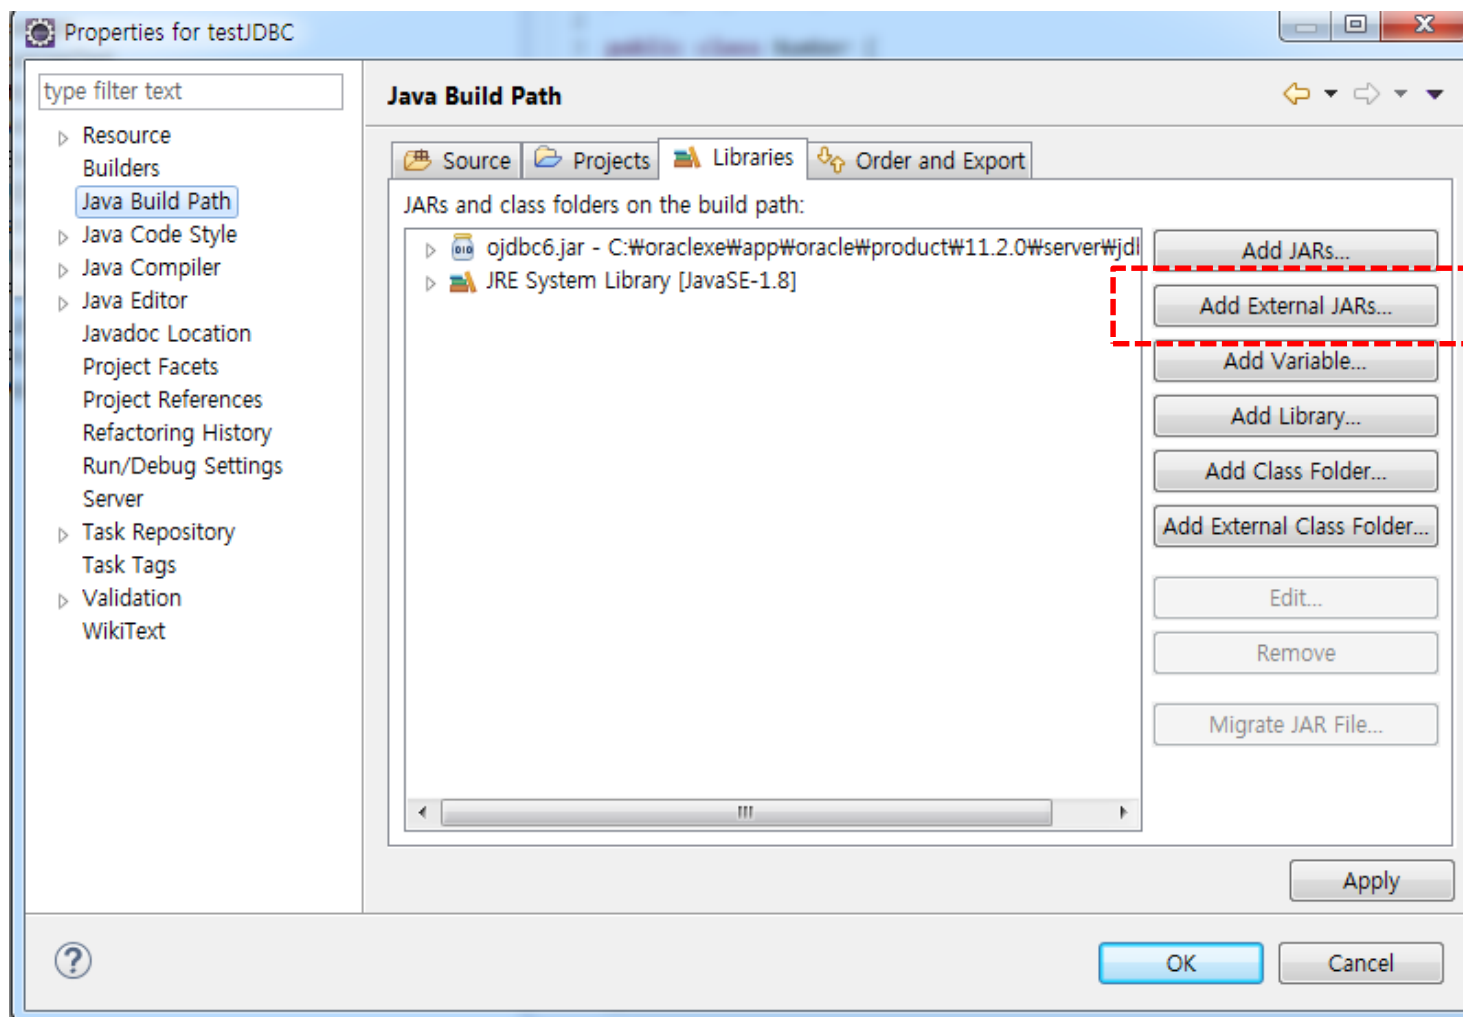 Properties for testJDBC
public class Number {
type filter text
Resource
Builders
Java Build Path
Java Code Style
Java Compiler
Java Editor
Javadoc Location
Project Facets
Project References
Refactoring History
Run/Debug Settings
Server
Task Repository
Task Tags
Validation
WikiText
Java Build Path
Source
Projects
Libraries
Order and Export
JARs and class folders on the build path:
ojdbc6.jar - C:₩oraclexe₩app₩oracle₩product₩11.2.0₩server₩jd
JRE System Library [JavaSE-1.8]
Add JARs...
Add External JARs...
Add Variable...
Add Library...
Add Class Folder...
Add External Class Folder...
Edit...
Remove
Migrate JAR File...
Apply
OK
Cancel